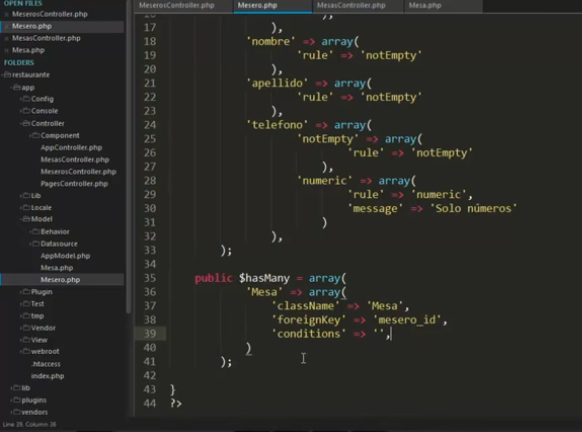 OPEN FILES
MeserosController.php
Mesero.php
MesasController.php
Mesa.php
FOLDERS
restaurante
app
Config
Console
Controller
Component
AppController.php
MesasController.php
MeserosController.php
PagesController.php
Lib
Locale
Model
Behavior
Datasource
AppModel.php
Mesa.php
Mesero.php
Plugin
Test
tmp
Vendor
View
webroot
.htaccess
index.php
lib
plugins
vendors
MeserosController.php
Mesero.php
MesasController.php
Mesa.php
16 ),
17 ),
18 'nombre' => array(
19 'rule' => 'notEmpty'
20 ),
21 'apellido' => array(
22 'rule' => 'notEmpty'
23 ),
24 'telefono' => array(
25 'notEmpty' => array(
26 'rule' => 'notEmpty'
27 ),
28 'numeric' => array(
29 'rule' => 'numeric',
30 'message' => 'Solo números'
31 )
32 ),
33 );
34
35 public $hasMany = array(
36 'Mesa' => array(
37 'className' => 'Mesa',
38 'foreignKey' => 'mesero_id',
39 'conditions' => '',
40 )
41 );
42
43 }
44 ?>
Line 39, Column 36